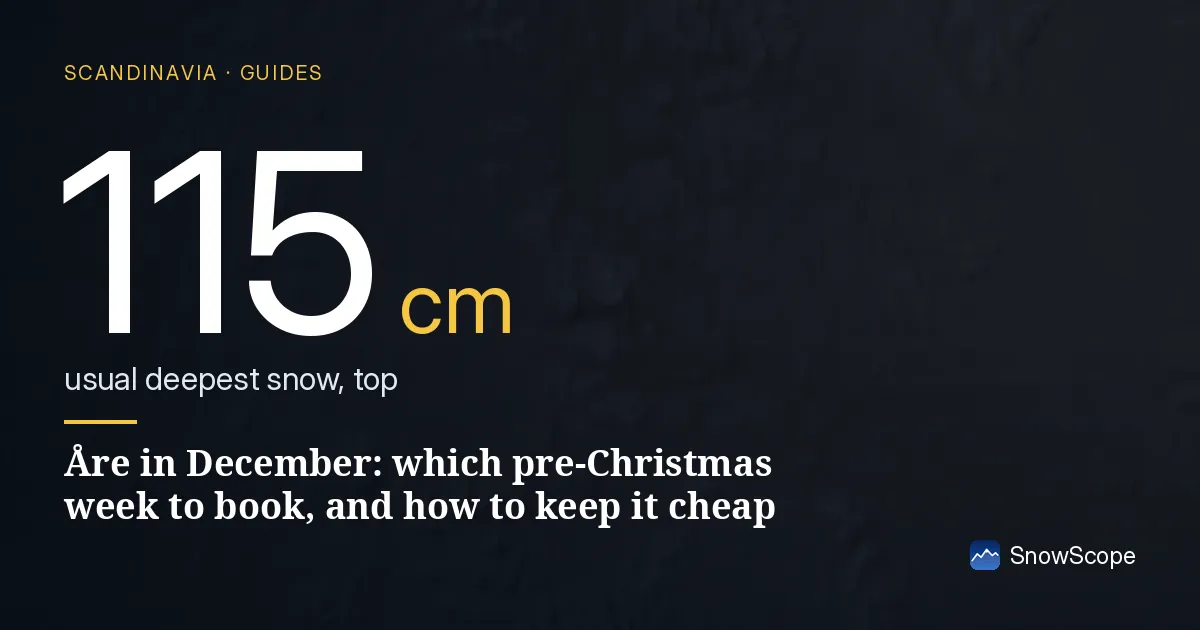 SCANDINAVIA · GUIDES
115 cm
usual deepest snow, top
Åre in December: which pre-Christmas
week to book, and how to keep it cheap
SnowScope